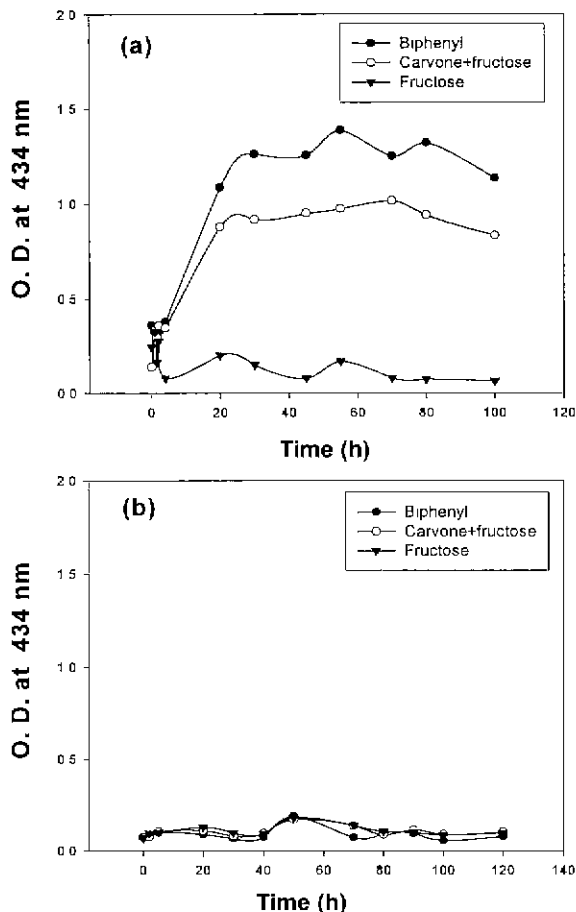 (a)
Biphenyl
Carvone+fructose
Fructose
2 0
1.5
1.0
0 5
0 0
O. D. at 434 nm
0 20 40 60 80 100 120
Time (h)
(b)
Biphenyl
Carvone+fructose
Fructose
2 0
1.5
1.0
0 5
0 0
O. D. at 434 nm
0 20 40 60 80 100 120 140
Time (h)